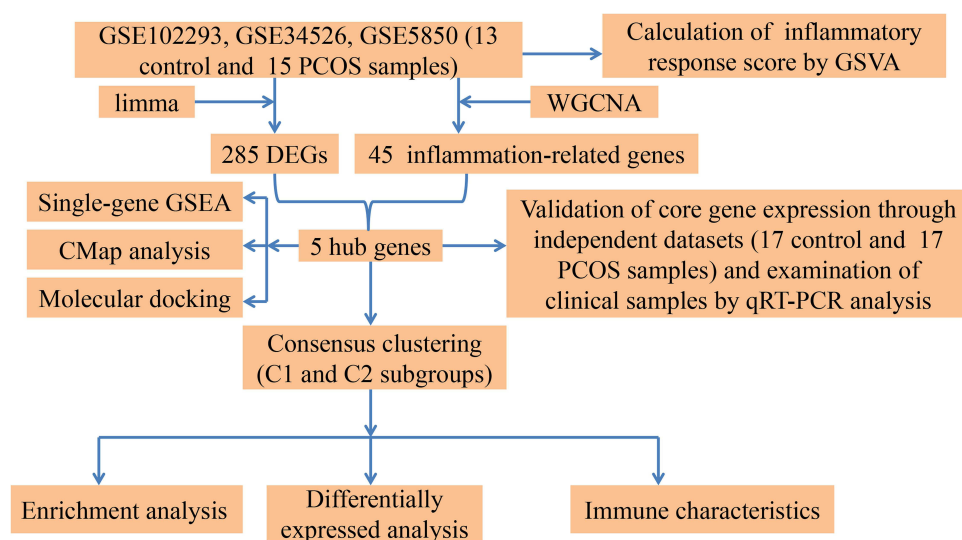 GSE102293, GSE34526, GSE5850 (13
control and 15 PCOS samples)
Calculation of inflammatory
response score by GSVA
limma
WGCNA
285 DEGs
45 inflammation-related genes
Single-gene GSEA
CMap analysis
Molecular docking
5 hub genes
Validation of core gene expression through
independent datasets (17 control and 17
PCOS samples) and examination of
clinical samples by qRT-PCR analysis
Consensus clustering
(C1 and C2 subgroups)
Enrichment analysis
Differentially
expressed analysis
Immune characteristics